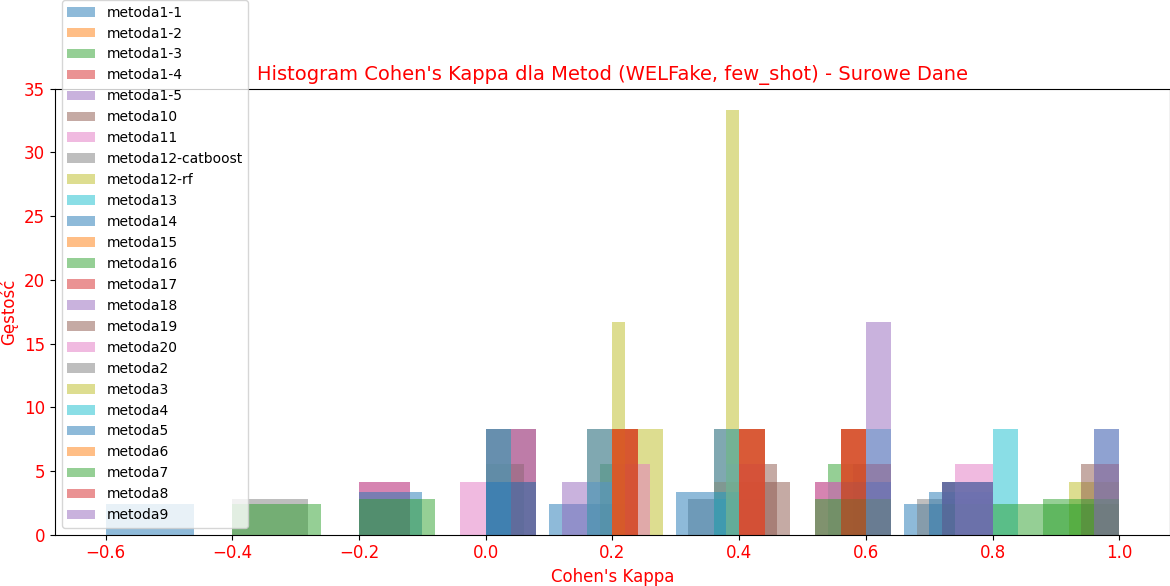 metoda1-1
metoda1-2
metoda1-3
metoda1-4
metoda1-5
metoda10
metoda11
metoda12-catboost
metoda12-rf
metoda13
metoda14
metoda15
metoda16
metoda17
metoda18
metoda19
metoda20
metoda2
metoda3
metoda4
metoda5
metoda6
metoda7
metoda8
metoda9
Histogram Cohen's Kappa dla Metod (WELFake, few_shot) - Surowe Dane
Gęstość
35
30
25
20
15
10
5
0
−0.6 −0.4 −0.2 0.0 0.2 0.4 0.6 0.8 1.0
Cohen's Kappa